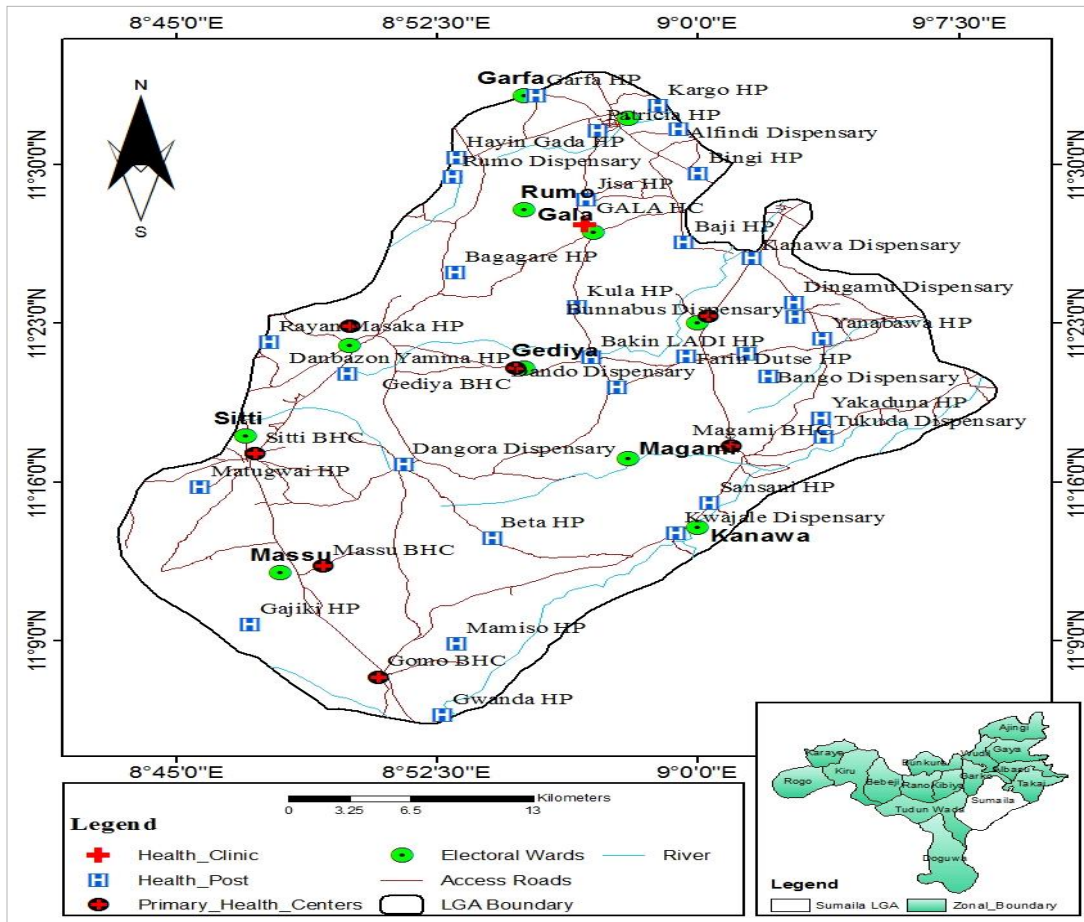 8°45'0"E 8°52'30"E 9°0'0"E 9°7'30"E
N
S
11°30'0"N 11°30'0"N
11°23'0"N 11°23'0"N
11°16'0"N 11°16'0"N
11°9'0"N 11°9'0"N
Garfa
Garfa HP
Kargo HP
Patricia HP
Alfindi Dispensary
Hayin Gada HP
Rumo Dispensary
Bingi HP
Jisa HP
Rumo
Gala
GALA HC
Baji HP
Kanawa Dispensary
Bagagare HP
Dingamu Dispensary
Kula HP
Bunnabus Dispensary
Yanabawa HP
Masaka HP
Bakin LADI HP
Gediya
Danbazon Yamma HP
Farin Dutse HP
Dando Dispensary
Gediya BHC
Bango Dispensary
Yakaduna HP
Sitti
Tukuda Dispensary
Sitti BHC
Magami BHC
Magami
Dangora Dispensary
Matugwai HP
Sansani HP
Beta HP
Kwajale Dispensary
Kanawa
Massu
Massu BHC
Gajiki HP
Mamiso HP
Gomo BHC
Gwanda HP
8°45'0"E 8°52'30"E 9°0'0"E
Kilometers
0 3.25 6.5 13
Legend
Health_Clinic
Electoral Wards
River
Health_Post
Access Roads
Primary_Health_Centers
LGA Boundary
Ajingi
Karaye
Wudil
Gaya
Bunkure
Albasu
Kiru
Garko
Rogo
Bebeji
Rano
Kibiya
Takai
Sumaila
Tudun Wada
Doguwa
Legend
Sumaila LGA
Zonal_Boundary